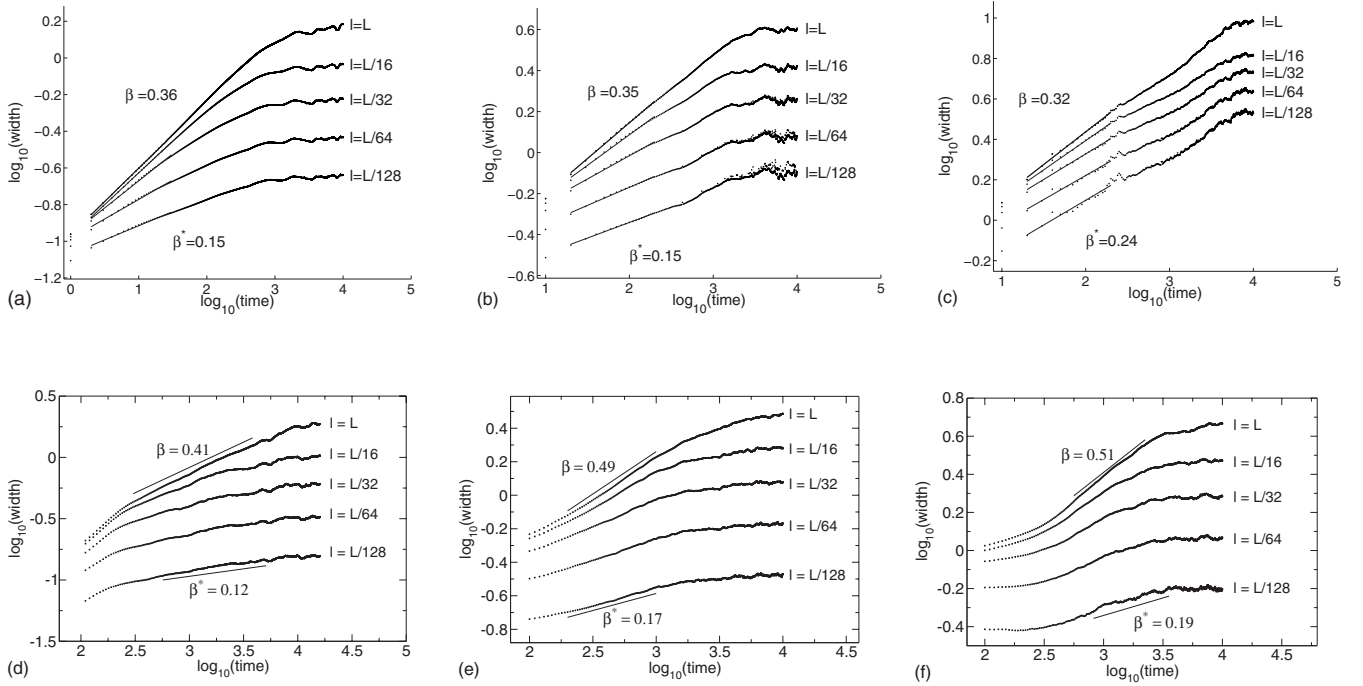 0.2
0
−0.2
−0.4
−0.6
−0.8
−1
−1.2
log10(width)
β =0.36
β*=0.15
l=L
l=L/16
l=L/32
l=L/64
l=L/128
0 1 2 3 4 5
log10(time)
(a)
0.6
0.4
0.2
0
−0.2
−0.4
−0.6
log10(width)
β =0.35
β*=0.15
l=L
l=L/16
l=L/32
l=L/64
l=L/128
1 2 3 4 5
log10(time)
(b)
1
0.8
0.6
0.4
0.2
0
−0.2
log10(width)
β =0.32
β*=0.24
l=L
l=L/16
l=L/32
l=L/64
l=L/128
1 2 3 4 5
log10(time)
(c)
0.5
0
-0.5
-1
-1.5
log10(width)
β = 0.41
β* = 0.12
l = L
l = L/16
l = L/32
l = L/64
l = L/128
2 2.5 3 3.5 4 4.5 5
log10(time)
(d)
0.4
0.2
0
-0.2
-0.4
-0.6
-0.8
log10(width)
β = 0.49
β* = 0.17
l = L
l = L/16
l = L/32
l = L/64
l = L/128
2 2.5 3 3.5 4 4.5
log10(time)
(e)
0.8
0.6
0.4
0.2
0
-0.2
-0.4
log10(width)
β = 0.51
β* = 0.19
l = L
l = L/16
l = L/32
l = L/64
l = L/128
2 2.5 3 3.5 4 4.5
log10(time)
(f)